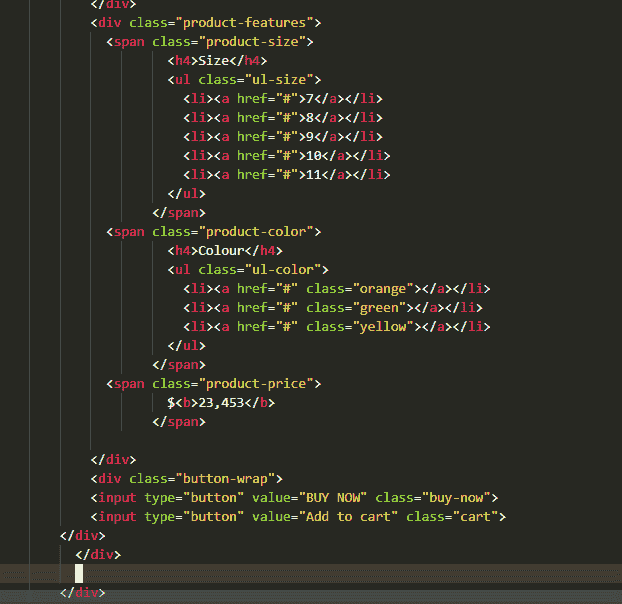 </div>
<div class="product-features">
<span class="product-size">
<h4>Size</h4>
<ul class="ul-size">
<li><a href="#">7</a></li>
<li><a href="#">8</a></li>
<li><a href="#">9</a></li>
<li><a href="#">10</a></li>
<li><a href="#">11</a></li>
</ul>
</span>
<span class="product-color">
<h4>Colour</h4>
<ul class="ul-color">
<li><a href="#" class="orange"></a></li>
<li><a href="#" class="green"></a></li>
<li><a href="#" class="yellow"></a></li>
</ul>
</span>
<span class="product-price">
$<b>23,453</b>
</span>
</div>
<div class="button-wrap">
<input type="button" value="BUY NOW" class="buy-now">
<input type="button" value="Add to cart" class="cart">
</div>
</div>
</div>